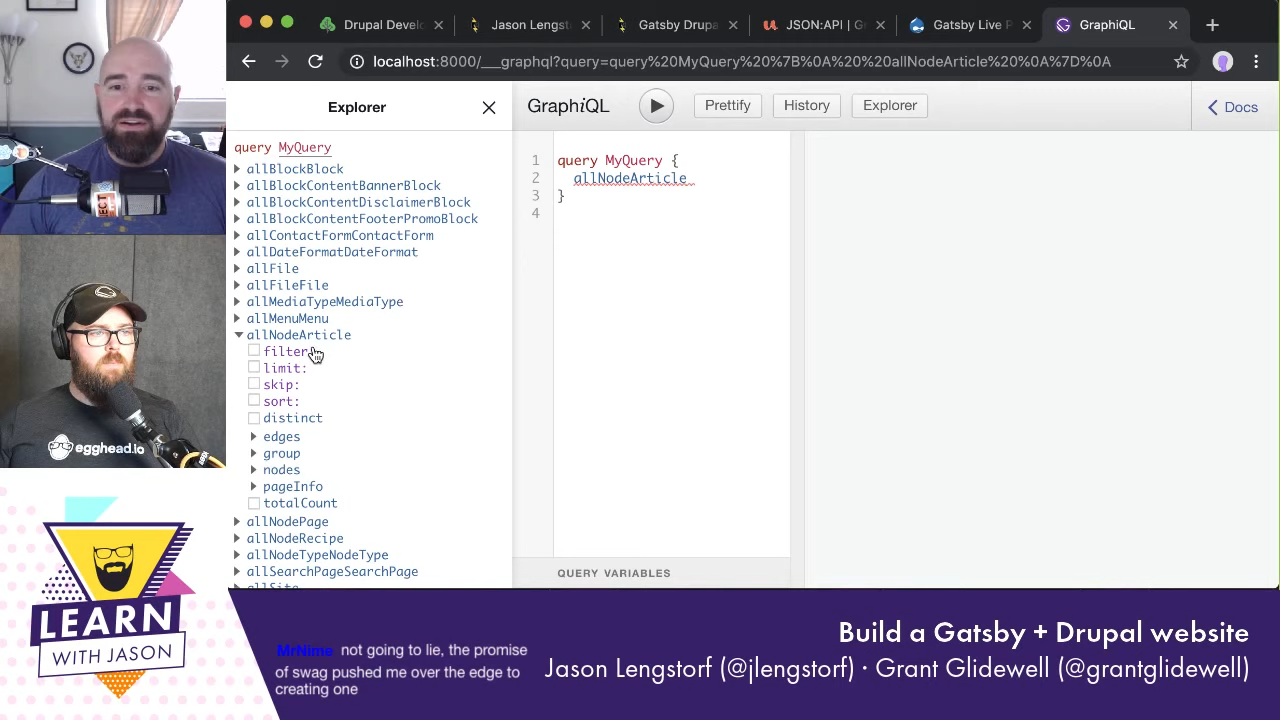 Drupal Develo
Jason Lengsta
Gatsby Drupa
JSON:API | G
Gatsby Live P
GraphiQL
localhost:8000/___graphql?query=query%20MyQuery%20%7B%0A%20%20allNodeArticle%20%0A%7D%0A
Explorer
GraphiQL
Prettify
History
Explorer
Docs
query MyQuery
allBlockBlock
allBlockContentBannerBlock
allBlockContentDisclaimerBlock
allBlockContentFooterPromoBlock
allContactFormContactForm
allDateFormatDateFormat
allFile
allFileFile
allMediaTypeMediaType
allMenuMenu
allNodeArticle
filter
limit:
skip:
sort:
distinct
edges
group
nodes
pageInfo
totalCount
allNodePage
allNodeRecipe
allNodeTypeNodeType
allSearchPageSearchPage
allSite
1 query MyQuery {
2 allNodeArticle
3 }
4
QUERY VARIABLES
egghead.io
LEARN
WITH JASON
MrNime not going to lie, the promise
of swag pushed me over the edge to
creating one
Build a Gatsby + Drupal website
Jason Lengstorf (@jlengstorf) · Grant Glidewell (@grantglidewell)